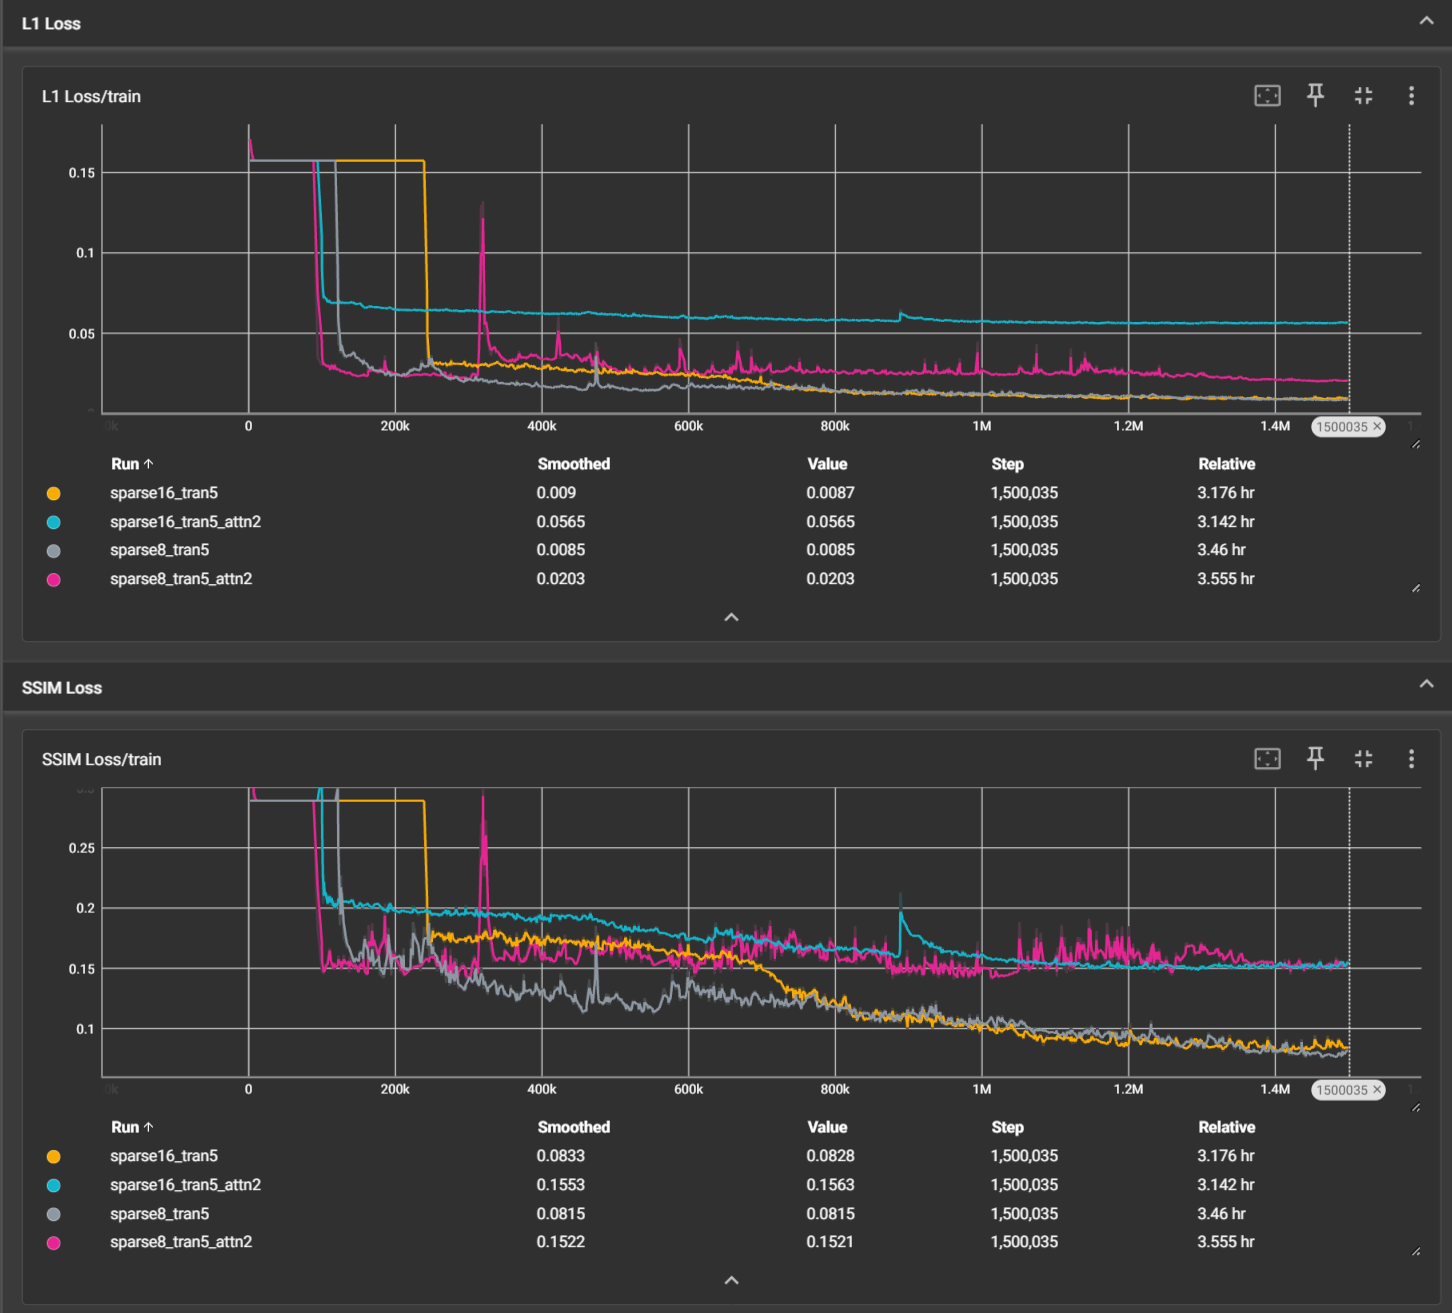 L1 Loss
L1 Loss/train
0.15
0.1
0.05
0 200k 400k 600k 800k 1M 1.2M 1.4M 1500035 ×
Run ↑ Smoothed Value Step Relative
sparse16_tran5 0.009 0.0087 1,500,035 3.176 hr
sparse16_tran5_attn2 0.0565 0.0565 1,500,035 3.142 hr
sparse8_tran5 0.0085 0.0085 1,500,035 3.46 hr
sparse8_tran5_attn2 0.0203 0.0203 1,500,035 3.555 hr
SSIM Loss
SSIM Loss/train
0.25
0.2
0.15
0.1
0 200k 400k 600k 800k 1M 1.2M 1.4M 1500035 ×
Run ↑ Smoothed Value Step Relative
sparse16_tran5 0.0833 0.0828 1,500,035 3.176 hr
sparse16_tran5_attn2 0.1553 0.1563 1,500,035 3.142 hr
sparse8_tran5 0.0815 0.0815 1,500,035 3.46 hr
sparse8_tran5_attn2 0.1522 0.1521 1,500,035 3.555 hr